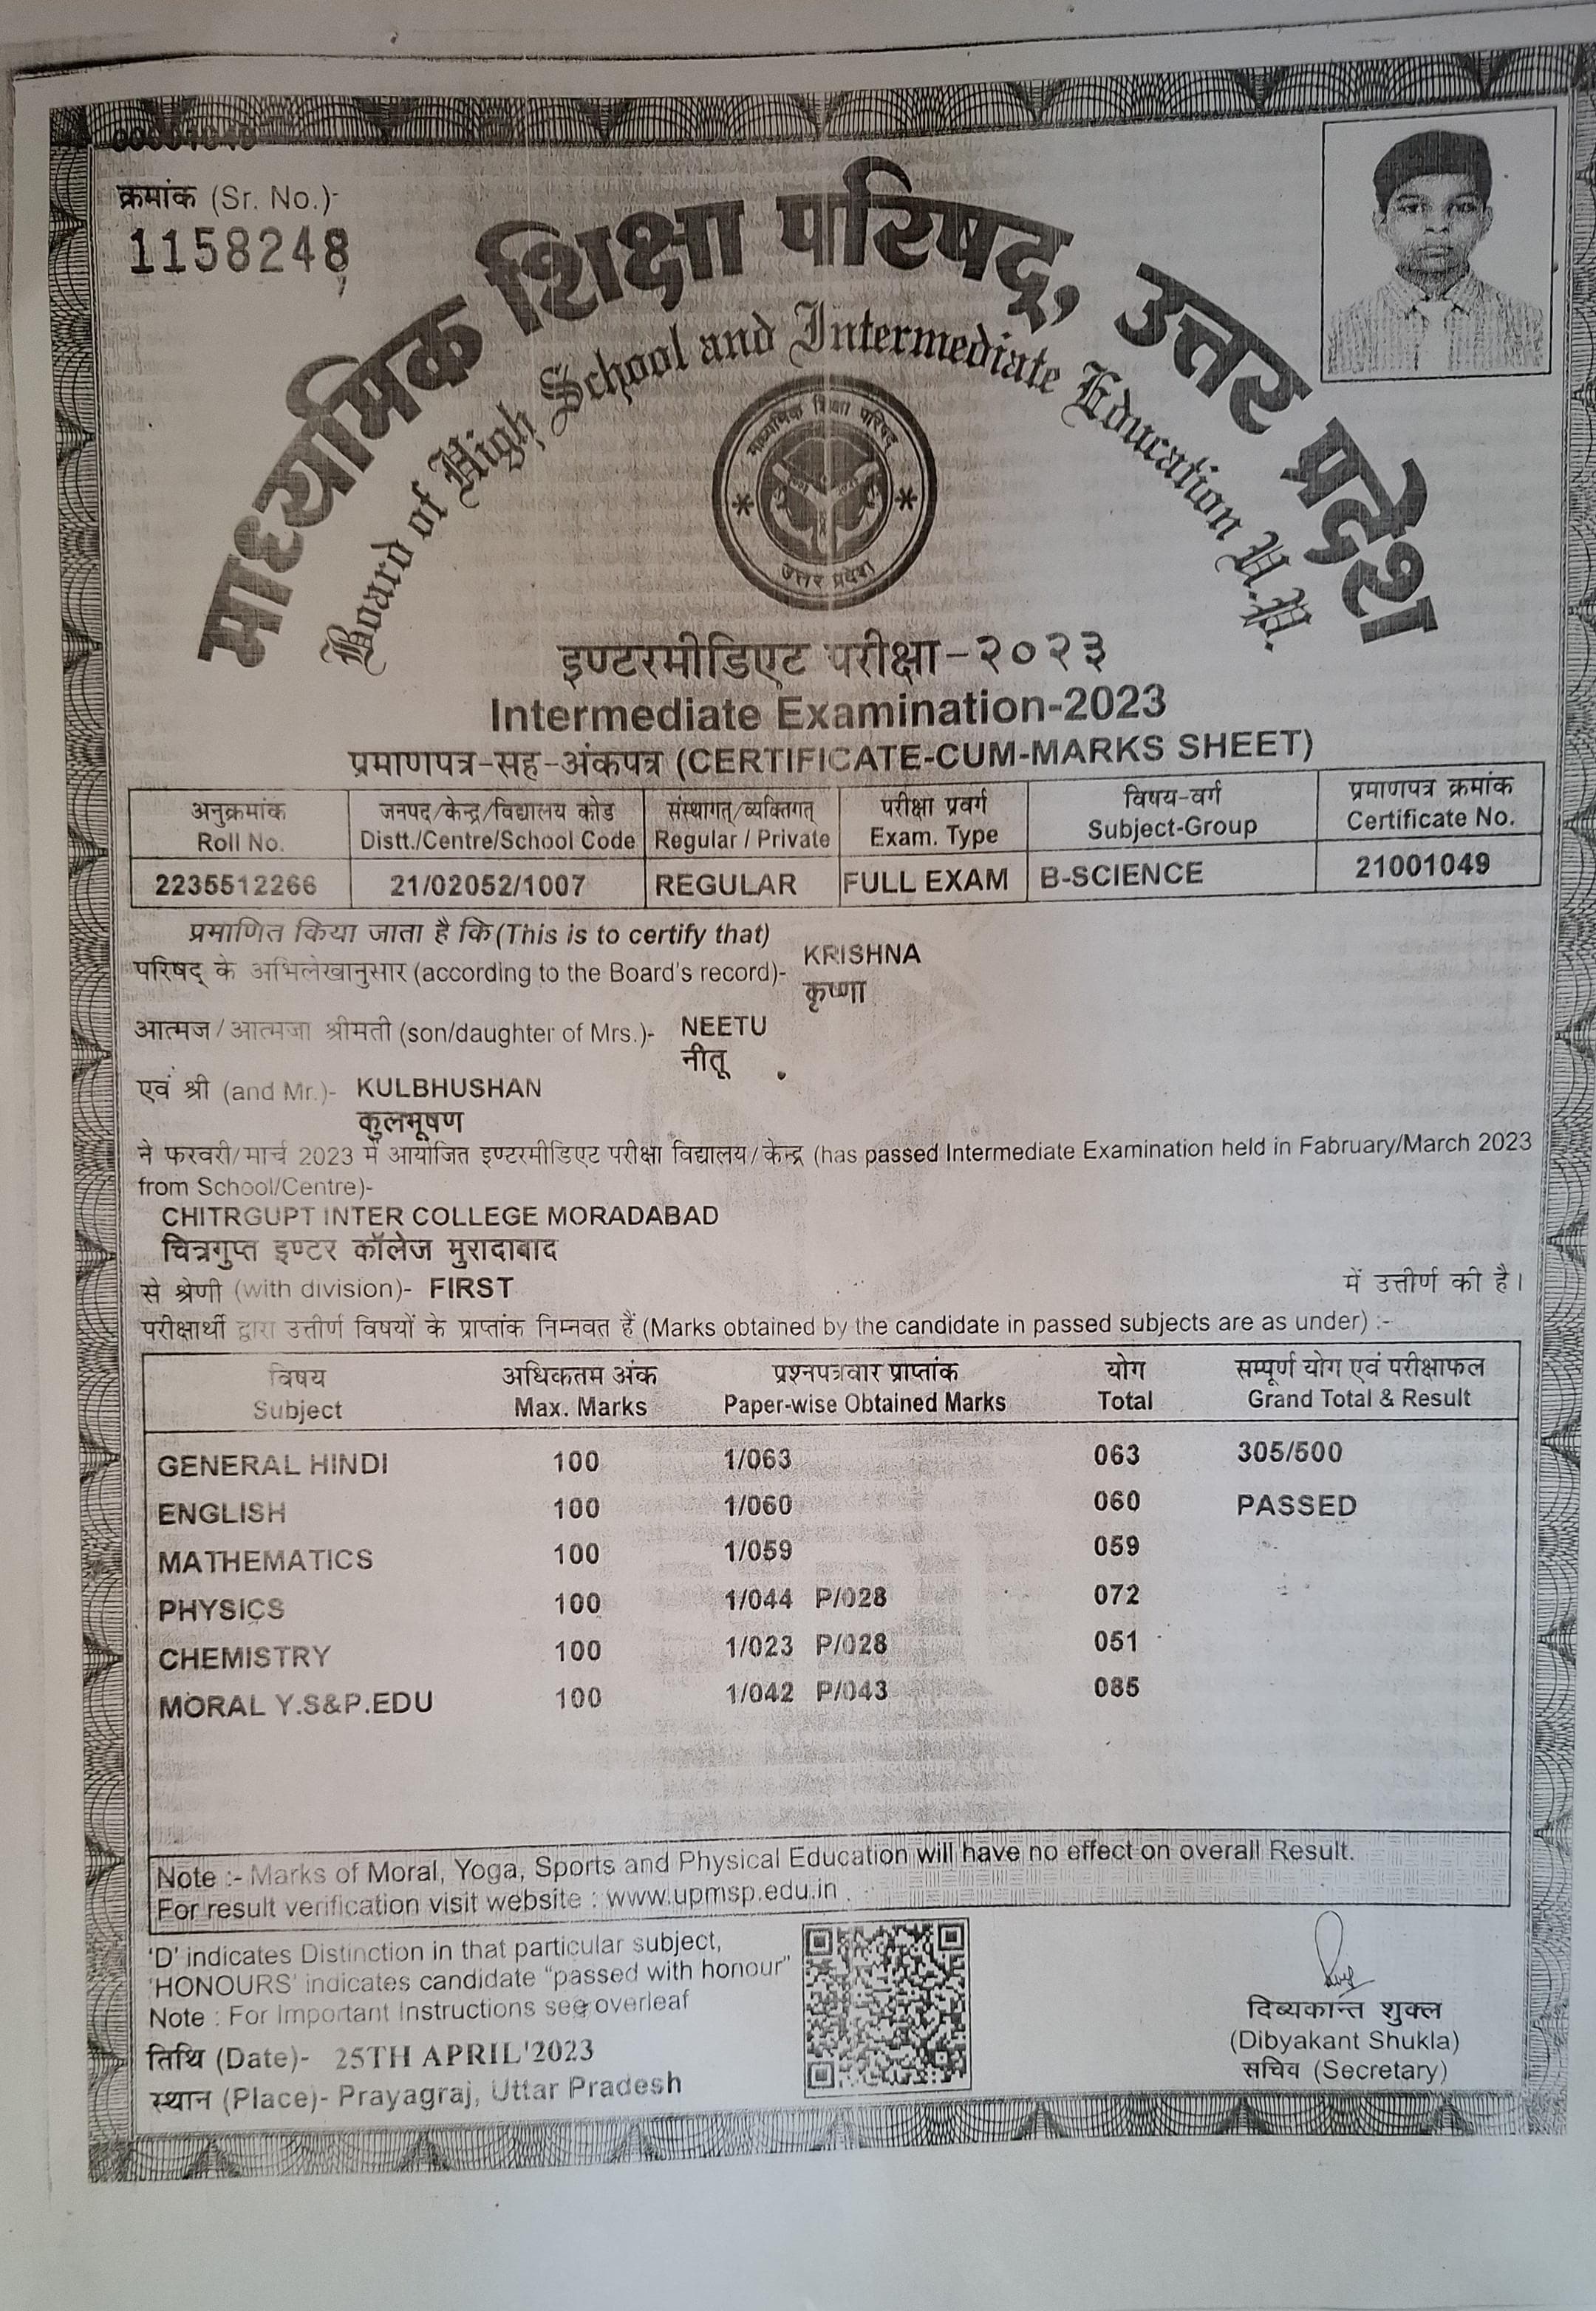 क्रमांक (Sr. No.)-
1158248
माध्यमिक शिक्षा परिषद्, उत्तर प्रदेश
Board of High School and Intermediate Education U.P.
माध्यमिक शिक्षा परिषद्
उत्तर प्रदेश
इण्टरमीडिएट परीक्षा-२०२३
Intermediate Examination-2023
प्रमाणपत्र-सह-अंकपत्र (CERTIFICATE-CUM-MARKS SHEET)
अनुक्रमांक जनपद/केन्द्र/विद्यालय कोड संस्थागत्/व्यक्तिगत् परीक्षा प्रवर्ग विषय-वर्ग प्रमाणपत्र क्रमांक
Roll No. Distt./Centre/School Code Regular / Private Exam. Type Subject-Group Certificate No.
2235512266 21/02052/1007 REGULAR FULL EXAM B-SCIENCE 21001049
प्रमाणित किया जाता है कि (This is to certify that)
परिषद् के अभिलेखानुसार (according to the Board's record)- KRISHNA
कृष्णा
आत्मज/आत्मजा श्रीमती (son/daughter of Mrs.)- NEETU
नीतू
एवं श्री (and Mr.)- KULBHUSHAN
कुलभूषण
ने फरवरी/मार्च 2023 में आयोजित इण्टरमीडिएट परीक्षा विद्यालय/केन्द्र (has passed Intermediate Examination held in Fabruary/March 2023
from School/Centre)-
CHITRGUPT INTER COLLEGE MORADABAD
चित्रगुप्त इण्टर कॉलेज मुरादाबाद
से श्रेणी (with division)- FIRST में उत्तीर्ण की है।
परीक्षार्थी द्वारा उत्तीर्ण विषयों के प्राप्तांक निम्नवत हैं (Marks obtained by the candidate in passed subjects are as under) :-
विषय अधिकतम अंक प्रश्नपत्रवार प्राप्तांक योग सम्पूर्ण योग एवं परीक्षाफल
Subject Max. Marks Paper-wise Obtained Marks Total Grand Total & Result
GENERAL HINDI 100 1/063 063 305/500
ENGLISH 100 1/060 060 PASSED
MATHEMATICS 100 1/059 059
PHYSICS 100 1/044 P/028 072
CHEMISTRY 100 1/023 P/028 051
MORAL Y.S&P.EDU 100 1/042 P/043 085
Note :- Marks of Moral, Yoga, Sports and Physical Education will have no effect on overall Result.
For result verification visit website : www.upmsp.edu.in
'D' indicates Distinction in that particular subject,
'HONOURS' indicates candidate "passed with honour"
Note : For Important Instructions see overleaf
तिथि (Date)- 25TH APRIL'2023
स्थान (Place)- Prayagraj, Uttar Pradesh
दिव्यकान्त शुक्ल
(Dibyakant Shukla)
सचिव (Secretary)